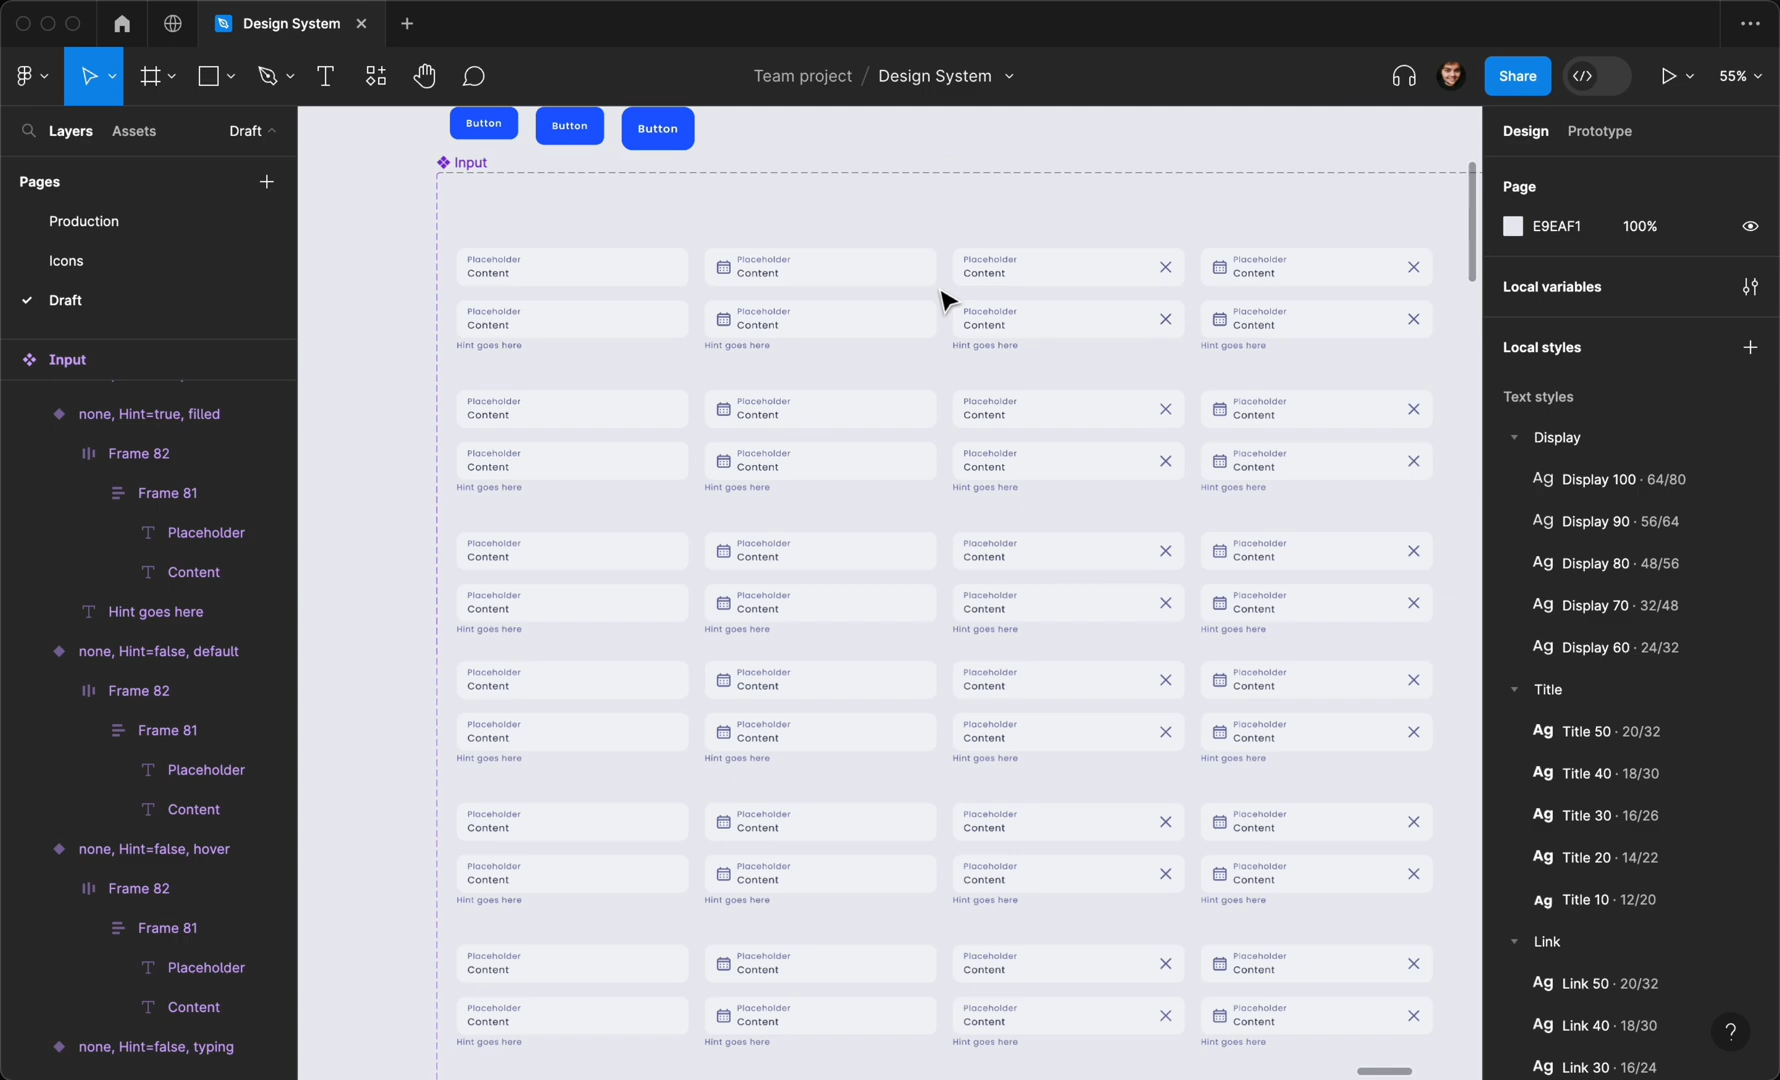 Design System
Team project / Design System
Share
55%
Layers
Assets
Draft
Pages
Production
Icons
Draft
Input
none, Hint=true, filled
Frame 82
Frame 81
Placeholder
Content
Hint goes here
none, Hint=false, default
Frame 82
Frame 81
Placeholder
Content
none, Hint=false, hover
Frame 82
Frame 81
Placeholder
Content
none, Hint=false, typing
Button Button Button
Input
Placeholder Placeholder Placeholder Placeholder
Content Content Content Content
Placeholder Placeholder Placeholder Placeholder
Content Content Content Content
Hint goes here Hint goes here Hint goes here Hint goes here
Placeholder Placeholder Placeholder Placeholder
Content Content Content Content
Placeholder Placeholder Placeholder Placeholder
Content Content Content Content
Hint goes here Hint goes here Hint goes here Hint goes here
Placeholder Placeholder Placeholder Placeholder
Content Content Content Content
Placeholder Placeholder Placeholder Placeholder
Content Content Content Content
Hint goes here Hint goes here Hint goes here Hint goes here
Placeholder Placeholder Placeholder Placeholder
Content Content Content Content
Placeholder Placeholder Placeholder Placeholder
Content Content Content Content
Hint goes here Hint goes here Hint goes here Hint goes here
Placeholder Placeholder Placeholder Placeholder
Content Content Content Content
Placeholder Placeholder Placeholder Placeholder
Content Content Content Content
Hint goes here Hint goes here Hint goes here Hint goes here
Placeholder Placeholder Placeholder Placeholder
Content Content Content Content
Placeholder Placeholder Placeholder Placeholder
Content Content Content Content
Hint goes here Hint goes here Hint goes here Hint goes here
Design
Prototype
Page
E9EAF1 100%
Local variables
Local styles
Text styles
Display
Ag Display 100 · 64/80
Ag Display 90 · 56/64
Ag Display 80 · 48/56
Ag Display 70 · 32/48
Ag Display 60 · 24/32
Title
Ag Title 50 · 20/32
Ag Title 40 · 18/30
Ag Title 30 · 16/26
Ag Title 20 · 14/22
Ag Title 10 · 12/20
Link
Ag Link 50 · 20/32
Ag Link 40 · 18/30
Ag Link 30 · 16/24
?